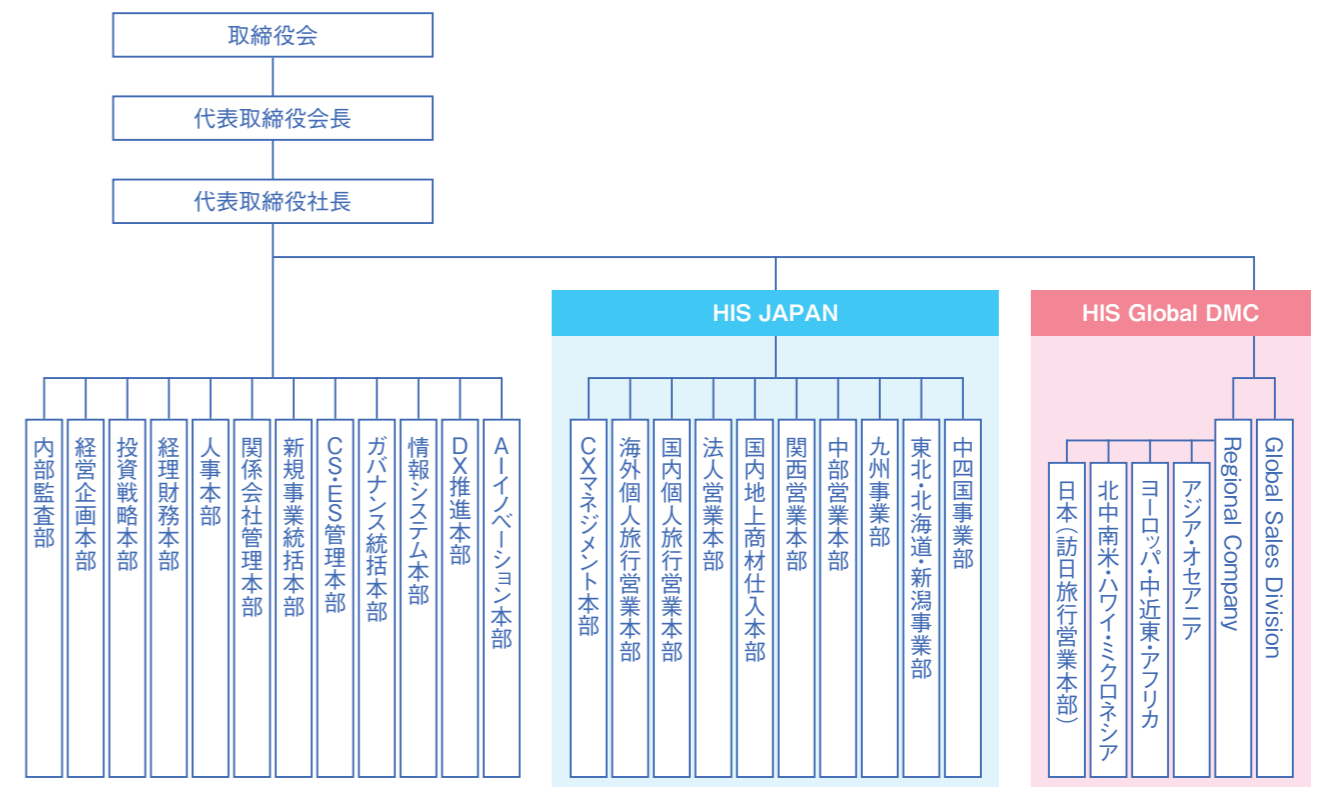 取締役会
代表取締役会長
代表取締役社長
HIS JAPAN
HIS Global DMC
内部監査部
経営企画本部
投資戦略本部
経理財務本部
人事本部
関係会社管理本部
新規事業統括本部
CS・ES管理本部
ガバナンス統括本部
情報システム本部
DX推進本部
AIイノベーション本部
CXマネジメント本部
海外個人旅行営業本部
国内個人旅行営業本部
法人営業本部
国内地上商材仕入本部
関西営業本部
中部営業本部
九州事業部
東北・北海道・新潟事業部
中四国事業部
日本(訪日旅行営業本部)
北中南米・ハワイ・ミクロネシア
ヨーロッパ・中近東・アフリカ
アジア・オセアニア
Regional Company
Global Sales Division